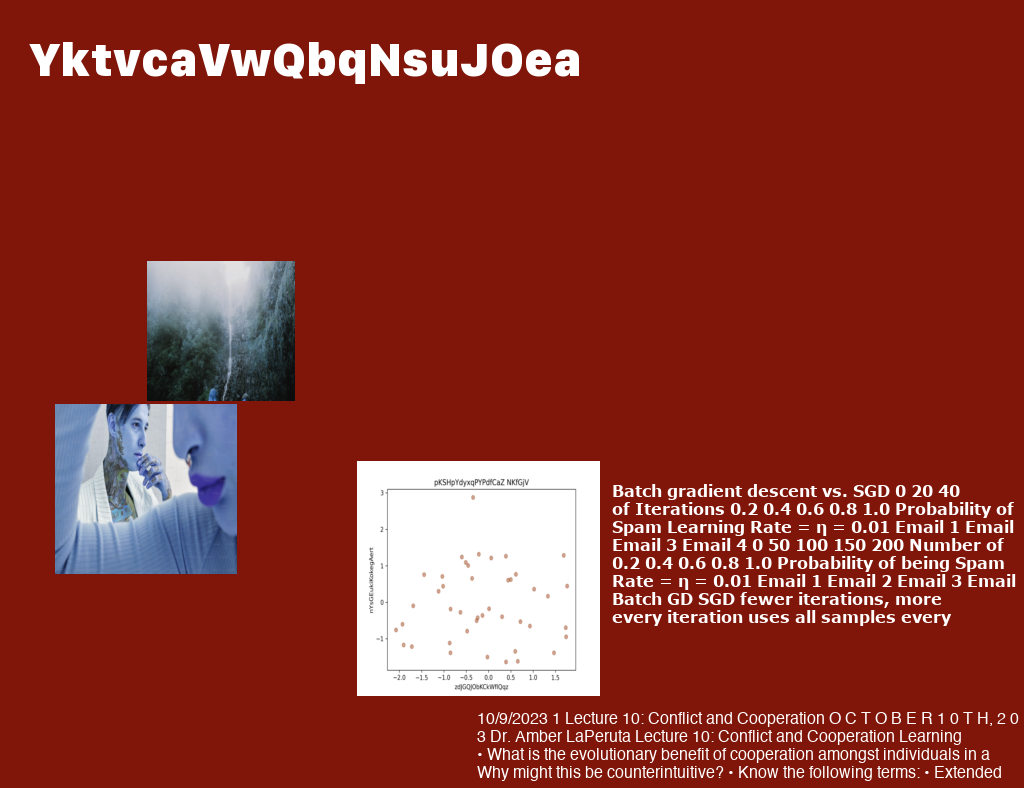 YktvcaVwQbqNsuJOea
pKSHpYdyxqPYPdfCaZ NKfGjV
3
2
1
0
−1
−2.0 −1.5 −1.0 −0.5 0.0 0.5 1.0 1.5
Batch gradient descent vs. SGD 0 20 40
of Iterations 0.2 0.4 0.6 0.8 1.0 Probability of
Spam Learning Rate = η = 0.01 Email 1 Email
Email 3 Email 4 0 50 100 150 200 Number of
0.2 0.4 0.6 0.8 1.0 Probability of being Spam
Rate = η = 0.01 Email 1 Email 2 Email 3 Email
Batch GD SGD fewer iterations, more
every iteration uses all samples every
10/9/2023 1 Lecture 10: Conflict and Cooperation O C T O B E R 1 0 T H, 2 0
3 Dr. Amber LaPeruta Lecture 10: Conflict and Cooperation Learning
• What is the evolutionary benefit of cooperation amongst individuals in a
Why might this be counterintuitive? • Know the following terms: • Extended